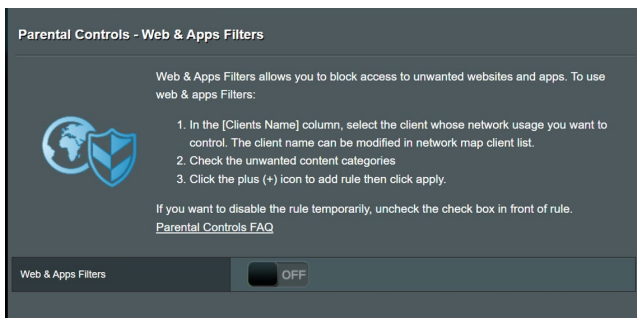 Parental Controls - Web & Apps Filters
Web & Apps Filters allows you to block access to unwanted websites and apps. To use
web & apps Filters:
1. In the [Clients Name] column, select the client whose network usage you want to
control. The client name can be modified in network map client list.
2. Check the unwanted content categories
3. Click the plus (+) icon to add rule then click apply.
If you want to disable the rule temporarily, uncheck the check box in front of rule.
Parental Controls FAQ
Web & Apps Filters
OFF